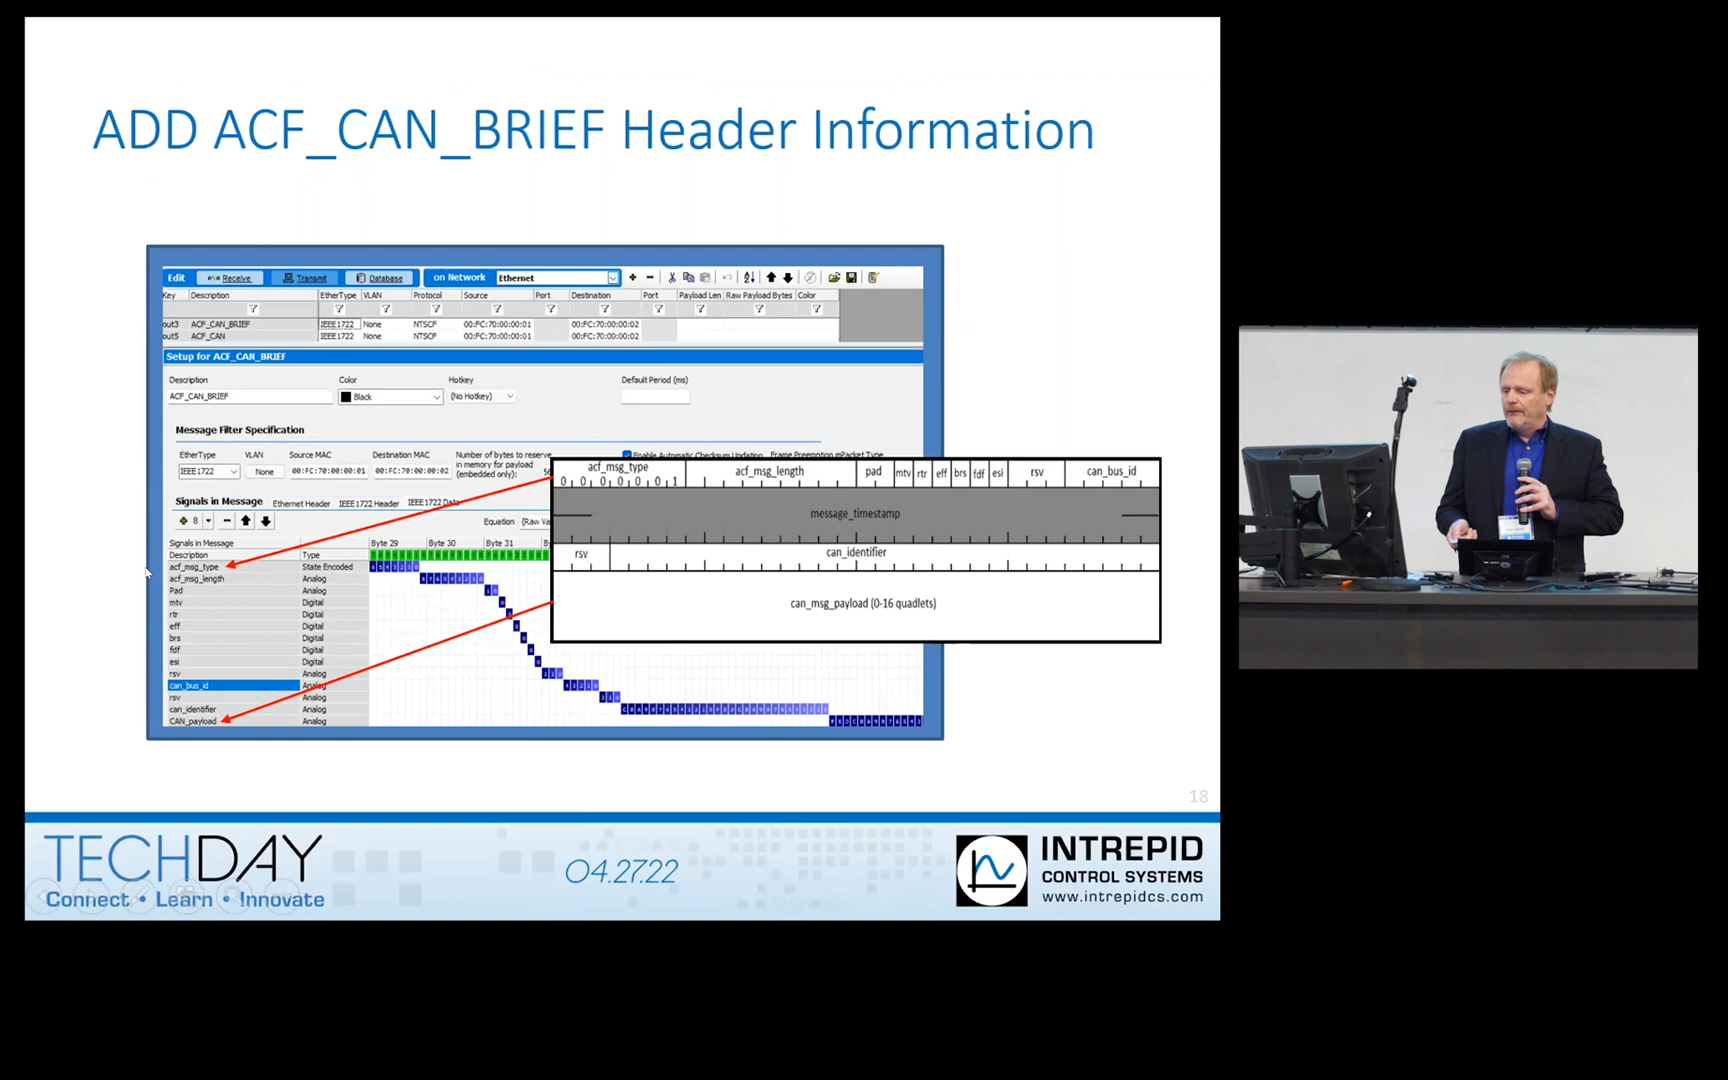 ADD ACF_CAN_BRIEF Header Information
Edit Receive Transmit Database on Network Ethernet
Key Description EtherType VLAN Protocol Source Port Destination Port Payload Len Raw Payload Bytes Color
out3 ACF_CAN_BRIEF IEEE1722 None NTSCF 00:FC:70:00:00:01 00:FC:70:00:00:02
out5 ACF_CAN IEEE1722 None NTSCF 00:FC:70:00:00:01 00:FC:70:00:00:02
Setup for ACF_CAN_BRIEF
Description Color Hotkey Default Period (ms)
ACF_CAN_BRIEF Black (No Hotkey)
Message Filter Specification
EtherType VLAN Source MAC Destination MAC Number of bytes to reserve in memory for payload (embedded only): Enable Automatic Checksum Updating Frame Preemption mPacket Type
IEEE1722 None 00:FC:70:00:00:01 00:FC:70:00:00:02
Signals in Message Ethernet Header IEEE1722 Header IEEE1722 Data
8 Equation {Raw Va
Signals in Message Byte 29 Byte 30 Byte 31
Description Type
acf_msg_type State Encoded
acf_msg_length Analog
Pad Analog
mtv Digital
rtr Digital
eff Digital
brs Digital
fdf Digital
esi Digital
rsv Analog
can_bus_id Analog
rsv Analog
can_identifier Analog
CAN_payload Analog
acf_msg_type acf_msg_length pad mtv rtr eff brs fdf esi rsv can_bus_id
0 0 0 0 0 0 1
message_timestamp
rsv can_identifier
can_msg_payload (0-16 quadlets)
18
TECHDAY
Connect • Learn • Innovate
04.27.22
INTREPID
CONTROL SYSTEMS
www.intrepidcs.com